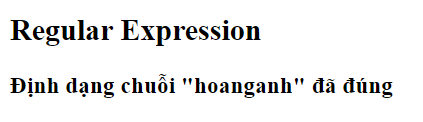 Regular Expression
Định dạng chuỗi "hoanganh" đã đúng